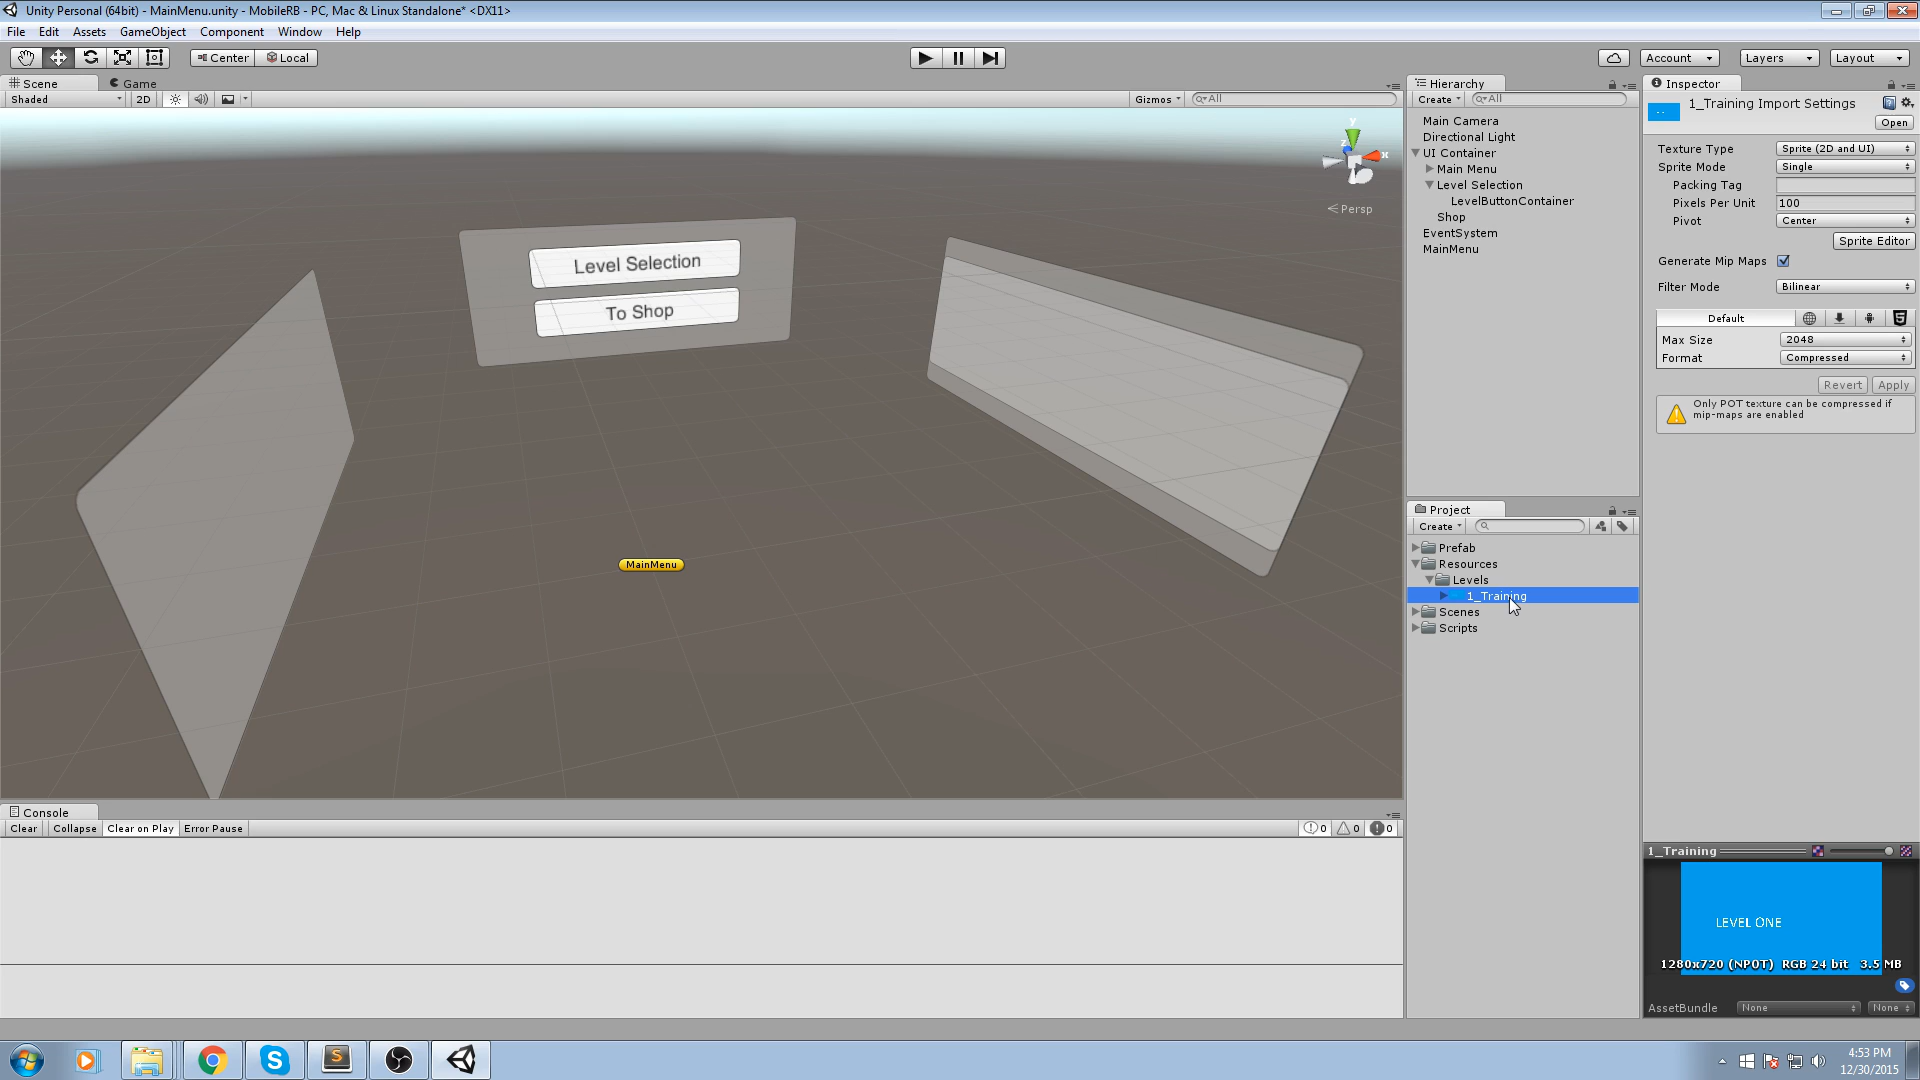 Unity Personal (64bit) - MainMenu.unity - MobileRB - PC, Mac & Linux Standalone* <DX11>
File Edit Assets GameObject Component Window Help
Center Local Account Layers Layout
Scene Game
Shaded 2D Gizmos All
Level Selection
To Shop
MainMenu
y
z
x
Persp
Hierarchy
Create All
Main Camera
Directional Light
UI Container
Main Menu
Level Selection
LevelButtonContainer
Shop
EventSystem
MainMenu
Project
Create
Prefab
Resources
Levels
1_Training
Scenes
Scripts
Inspector
1_Training Import Settings
Open
Texture Type Sprite (2D and UI)
Sprite Mode Single
Packing Tag
Pixels Per Unit 100
Pivot Center
Sprite Editor
Generate Mip Maps
Filter Mode Bilinear
Default
Max Size 2048
Format Compressed
Revert Apply
Only POT texture can be compressed if
mip-maps are enabled
1_Training
LEVEL ONE
1280x720 (NPOT) RGB 24 bit 3.5 MB
AssetBundle None None
Console
Clear Collapse Clear on Play Error Pause 0 0 0
4:53 PM
12/30/2015